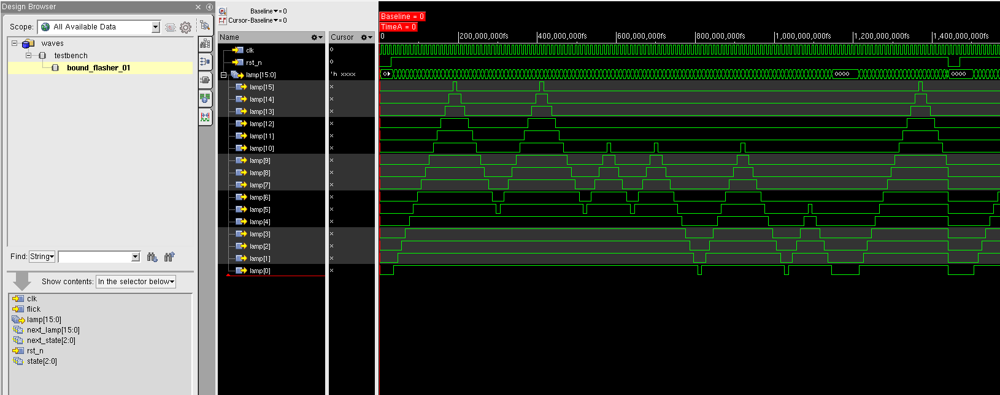 Design Browser
Scope: All Available Data
waves
testbench
bound_flasher_01
Find: String
Show contents: In the selector below
clk
flick
lamp[15:0]
next_lamp[15:0]
next_state[2:0]
rst_n
state[2:0]
Baseline = 0
Cursor-Baseline = 0
Name Cursor
clk 0
rst_n 0
lamp[15:0] 'h xxxx
lamp[15] x
lamp[14] x
lamp[13] x
lamp[12] x
lamp[11] x
lamp[10] x
lamp[9] x
lamp[8] x
lamp[7] x
lamp[6] x
lamp[5] x
lamp[4] x
lamp[3] x
lamp[2] x
lamp[1] x
lamp[0] x
Baseline = 0
TimeA = 0
0 200,000,000fs 400,000,000fs 600,000,000fs 800,000,000fs 1,000,000,000fs 1,200,000,000fs 1,400,000,000fs
0 0000 0000